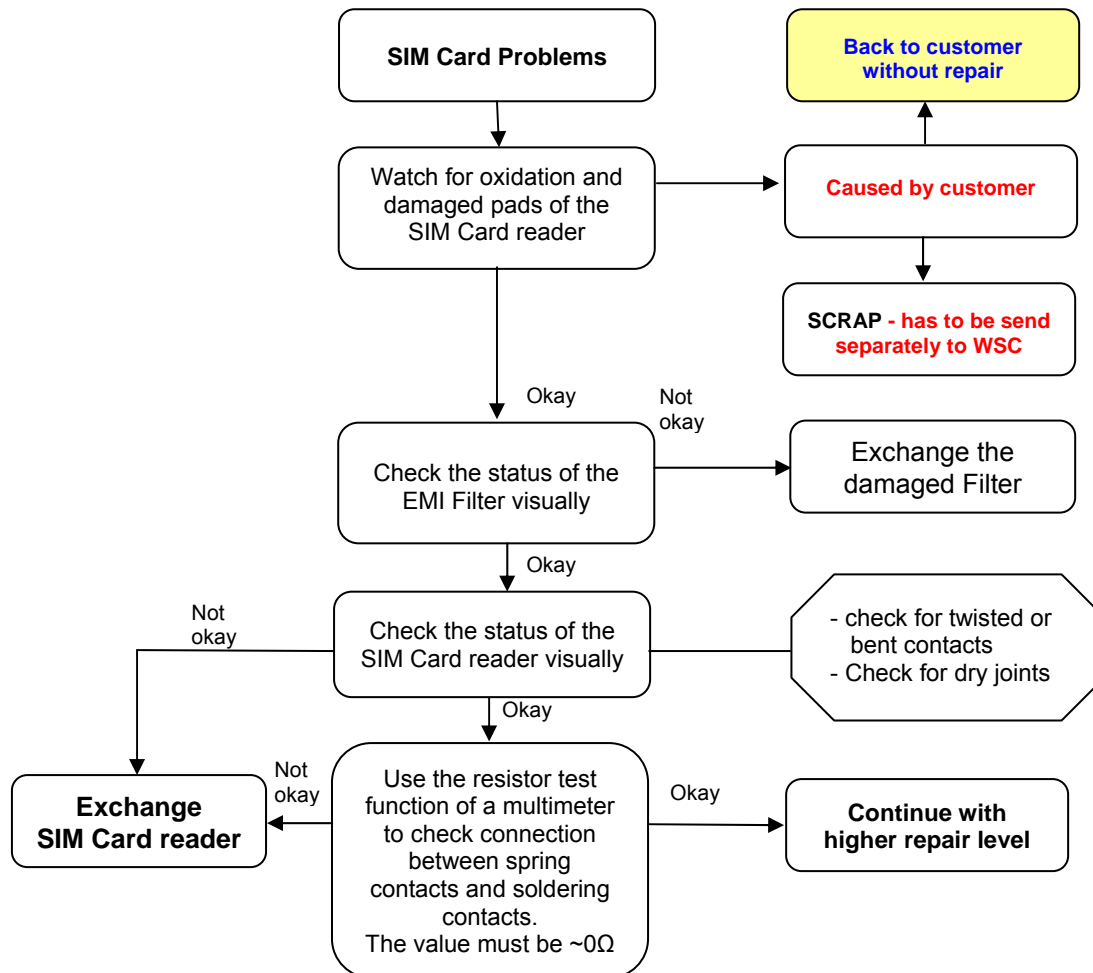 SIM Card Problems
Back to customer
without repair
Watch for oxidation and
damaged pads of the
SIM Card reader
Caused by customer
SCRAP - has to be send
separately to WSC
Okay
Not
okay
Check the status of the
EMI Filter visually
Exchange the
damaged Filter
Okay
Not
okay
Check the status of the
SIM Card reader visually
- check for twisted or
bent contacts
- Check for dry joints
Okay
Exchange
SIM Card reader
Not
okay
Use the resistor test
function of a multimeter
to check connection
between spring
contacts and soldering
contacts.
The value must be ~0Ω
Okay
Continue with
higher repair level